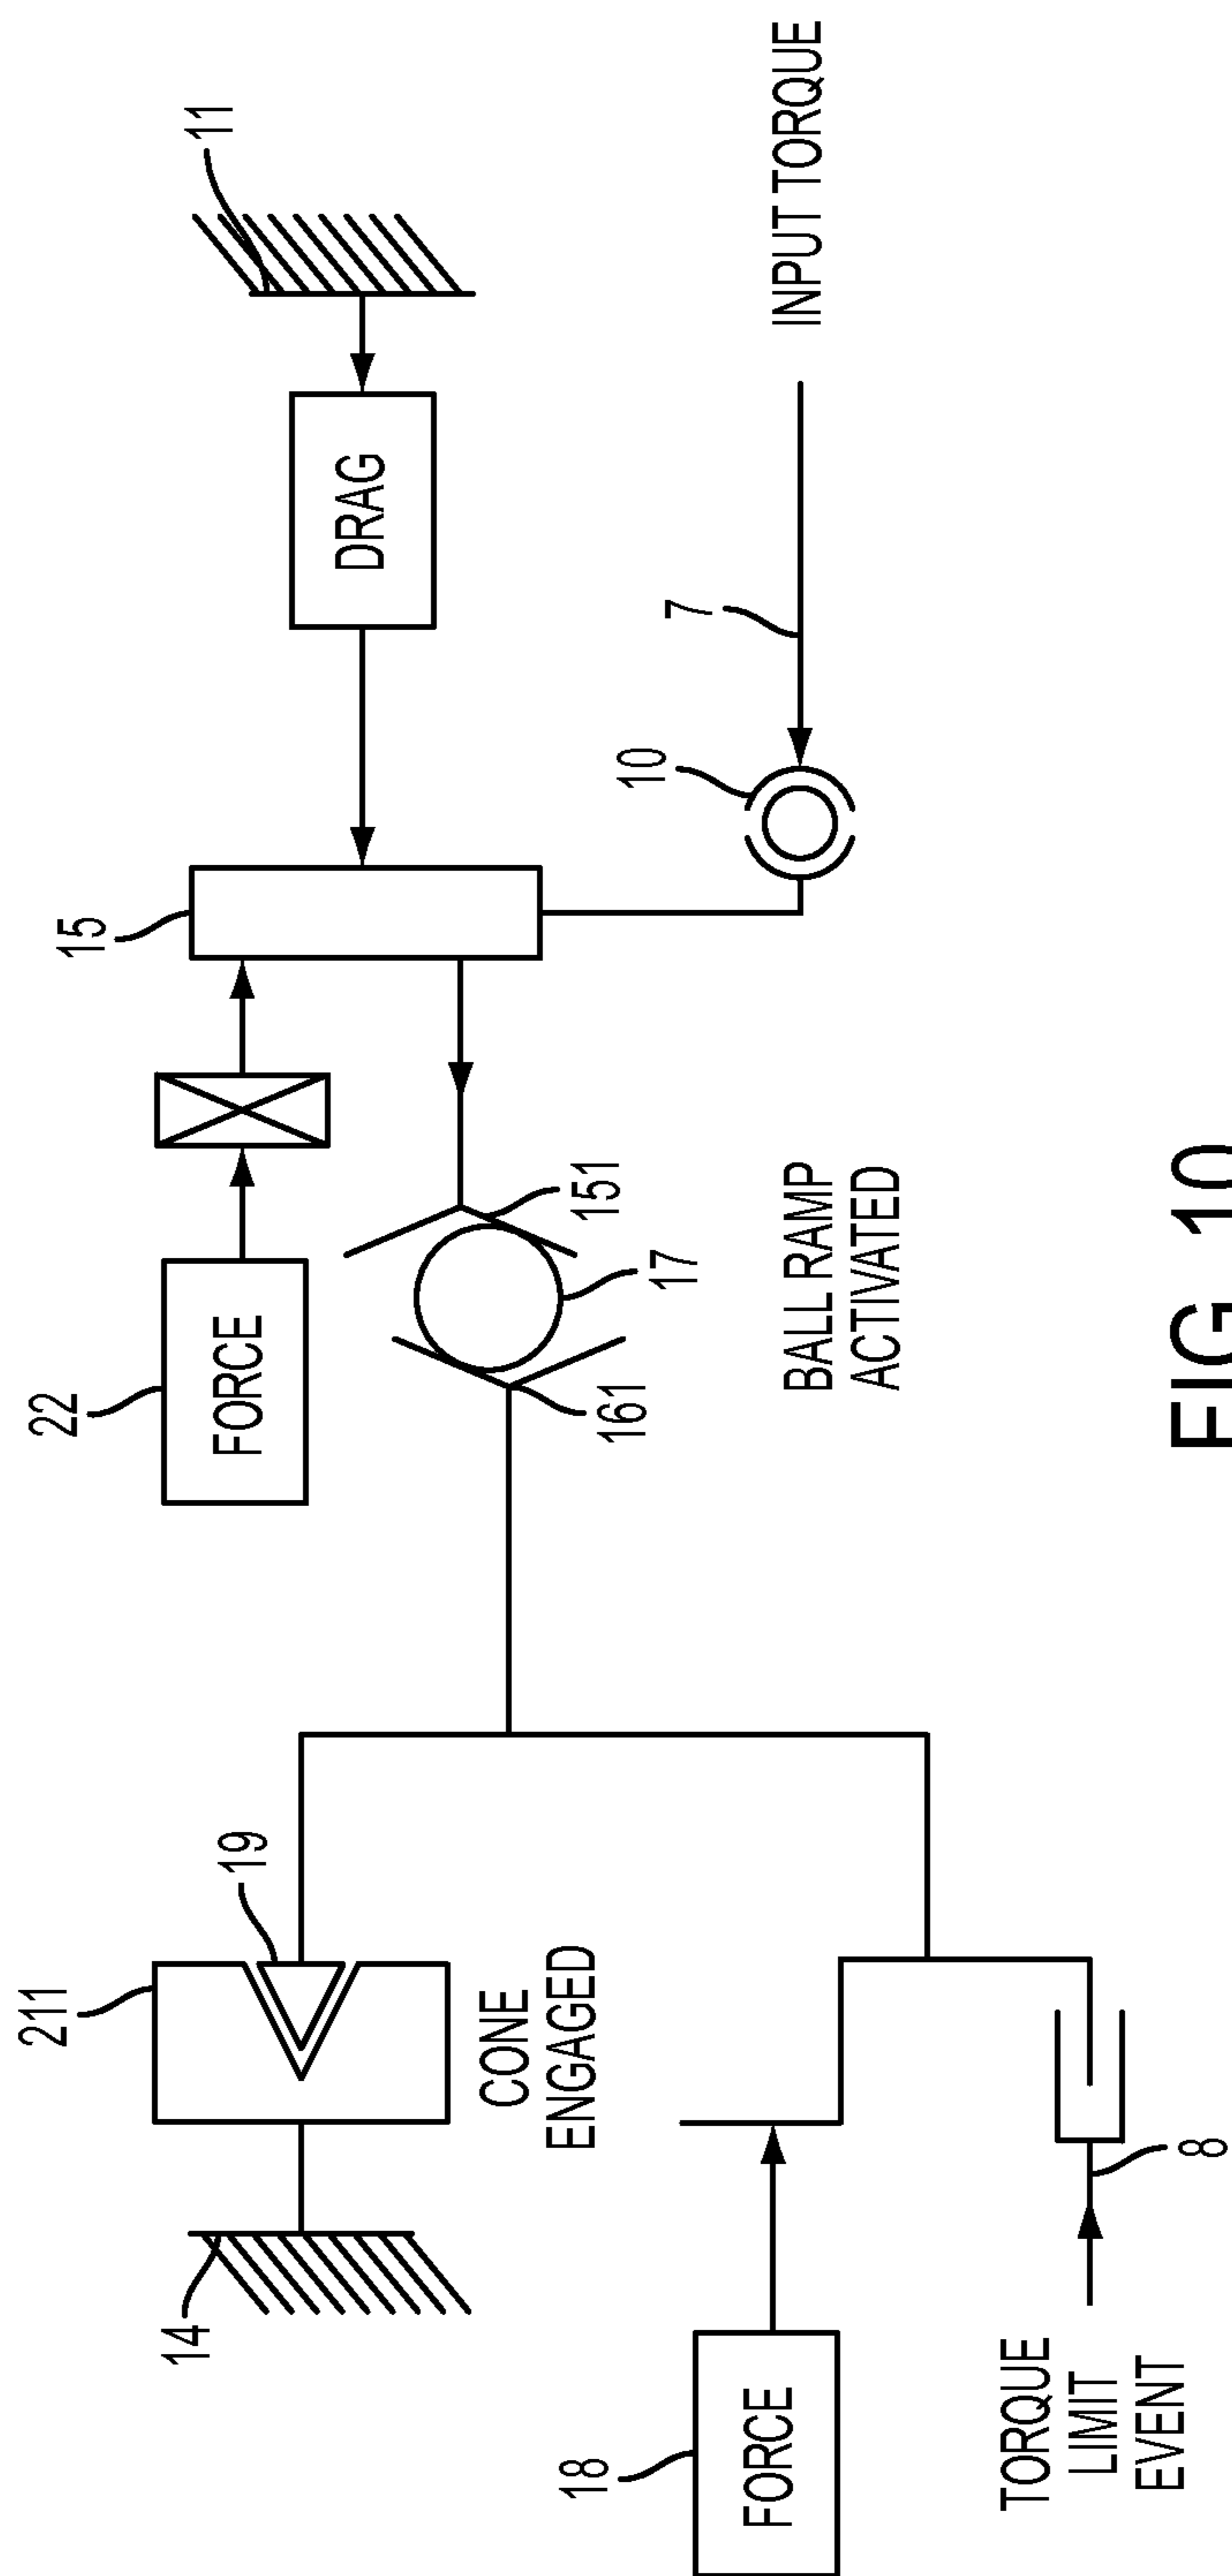 211
22
15
14
19
FORCE
11
DRAG
CONE
ENGAGED
161
17
151
10
7
18
FORCE
BALL RAMP
ACTIVATED
INPUT TORQUE
TORQUE
LIMIT
EVENT
8
FIG 10